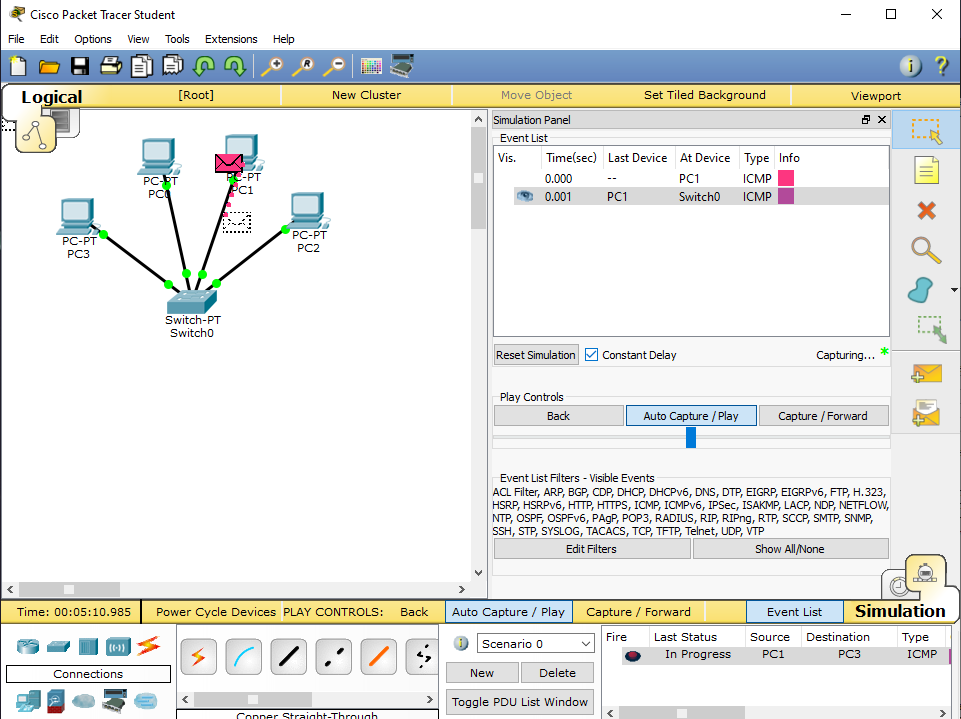 Cisco Packet Tracer Student
File Edit Options View Tools Extensions Help
Logical [Root] New Cluster Move Object Set Tiled Background Viewport
PC-PT
PC0
PC-PT
PC1
PC-PT
PC3
PC-PT
PC2
Switch-PT
Switch0
Simulation Panel
Event List
Vis. Time(sec) Last Device At Device Type Info
0.000 -- PC1 ICMP
0.001 PC1 Switch0 ICMP
Reset Simulation Constant Delay Capturing... *
Play Controls
Back Auto Capture / Play Capture / Forward
Event List Filters - Visible Events
ACL Filter, ARP, BGP, CDP, DHCP, DHCPv6, DNS, DTP, EIGRP, EIGRPv6, FTP, H.323,
HSRP, HSRPv6, HTTP, HTTPS, ICMP, ICMPv6, IPSec, ISAKMP, LACP, NDP, NETFLOW,
NTP, OSPF, OSPFv6, PAgP, POP3, RADIUS, RIP, RIPng, RTP, SCCP, SMTP, SNMP,
SSH, STP, SYSLOG, TACACS, TCP, TFTP, Telnet, UDP, VTP
Edit Filters Show All/None
Time: 00:05:10.985 Power Cycle Devices PLAY CONTROLS: Back Auto Capture / Play Capture / Forward Event List Simulation
Connections
Copper Straight-Through
Scenario 0
New Delete
Toggle PDU List Window
Fire Last Status Source Destination Type
In Progress PC1 PC3 ICMP